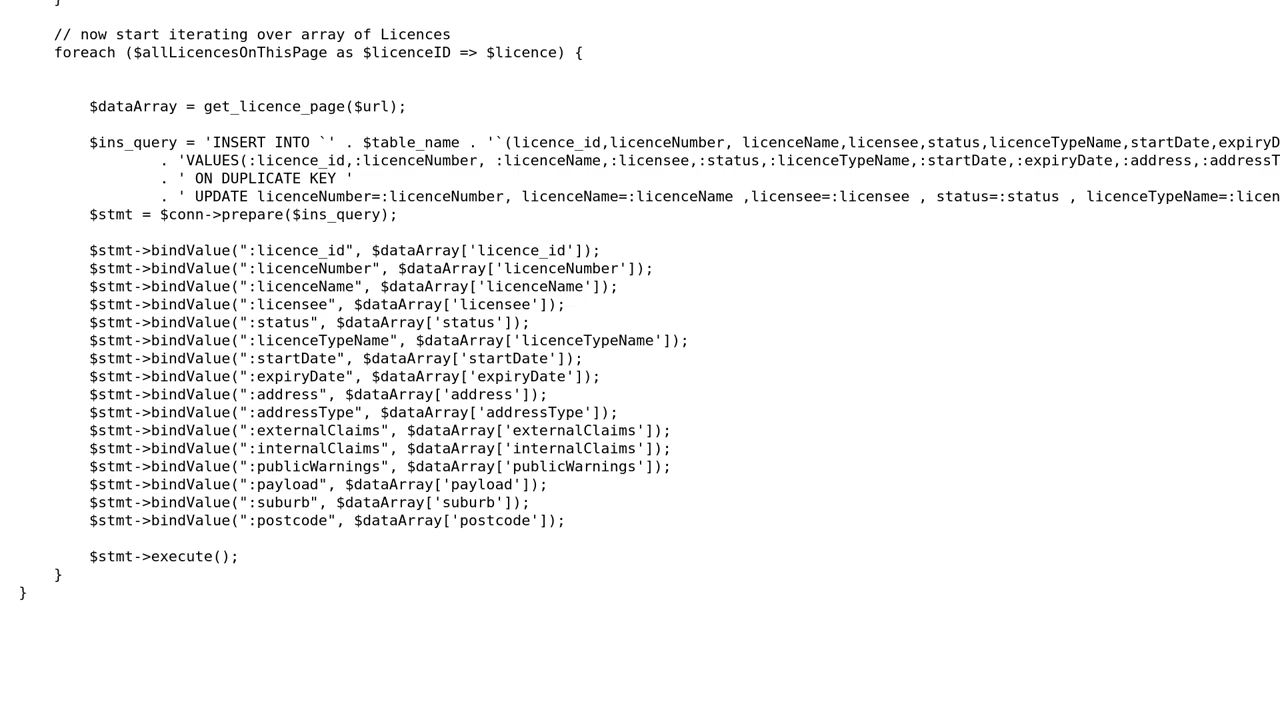 }
// now start iterating over array of Licences
foreach ($allLicencesOnThisPage as $licenceID => $licence) {
$dataArray = get_licence_page($url);
$ins_query = 'INSERT INTO `' . $table_name . '`(licence_id,licenceNumber, licenceName,licensee,status,licenceTypeName,startDate,expiryD
. 'VALUES(:licence_id,:licenceNumber, :licenceName,:licensee,:status,:licenceTypeName,:startDate,:expiryDate,:address,:addressT
. ' ON DUPLICATE KEY '
. ' UPDATE licenceNumber=:licenceNumber, licenceName=:licenceName ,licensee=:licensee , status=:status , licenceTypeName=:licen
$stmt = $conn->prepare($ins_query);
$stmt->bindValue(":licence_id", $dataArray['licence_id']);
$stmt->bindValue(":licenceNumber", $dataArray['licenceNumber']);
$stmt->bindValue(":licenceName", $dataArray['licenceName']);
$stmt->bindValue(":licensee", $dataArray['licensee']);
$stmt->bindValue(":status", $dataArray['status']);
$stmt->bindValue(":licenceTypeName", $dataArray['licenceTypeName']);
$stmt->bindValue(":startDate", $dataArray['startDate']);
$stmt->bindValue(":expiryDate", $dataArray['expiryDate']);
$stmt->bindValue(":address", $dataArray['address']);
$stmt->bindValue(":addressType", $dataArray['addressType']);
$stmt->bindValue(":externalClaims", $dataArray['externalClaims']);
$stmt->bindValue(":internalClaims", $dataArray['internalClaims']);
$stmt->bindValue(":publicWarnings", $dataArray['publicWarnings']);
$stmt->bindValue(":payload", $dataArray['payload']);
$stmt->bindValue(":suburb", $dataArray['suburb']);
$stmt->bindValue(":postcode", $dataArray['postcode']);
$stmt->execute();
}
}